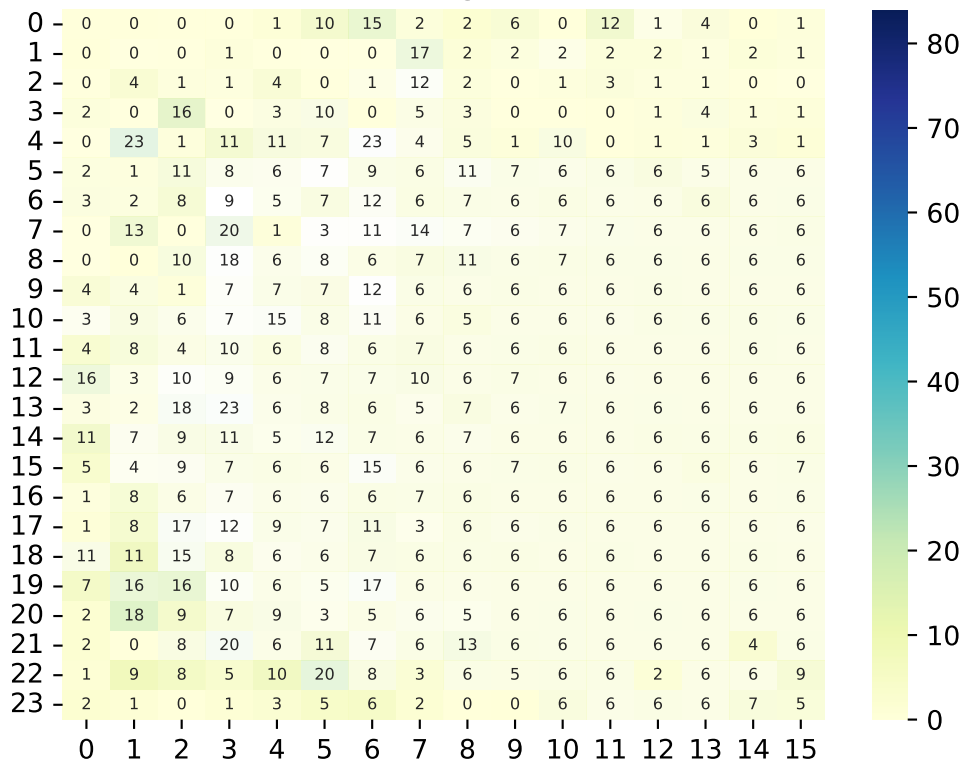 0 0 0 0 0 1 10 15 2 2 6 0 12 1 4 0 1
1 0 0 0 1 0 0 0 17 2 2 2 2 2 1 2 1
2 0 4 1 1 4 0 1 12 2 0 1 3 1 1 0 0
3 2 0 16 0 3 10 0 5 3 0 0 0 1 4 1 1
4 0 23 1 11 11 7 23 4 5 1 10 0 1 1 3 1
5 2 1 11 8 6 7 9 6 11 7 6 6 6 5 6 6
6 3 2 8 9 5 7 12 6 7 6 6 6 6 6 6 6
7 0 13 0 20 1 3 11 14 7 6 7 7 6 6 6 6
8 0 0 10 18 6 8 6 7 11 6 7 6 6 6 6 6
9 4 4 1 7 7 7 12 6 6 6 6 6 6 6 6 6
10 3 9 6 7 15 8 11 6 5 6 6 6 6 6 6 6
11 4 8 4 10 6 8 6 7 6 6 6 6 6 6 6 6
12 16 3 10 9 6 7 7 10 6 7 6 6 6 6 6 6
13 3 2 18 23 6 8 6 5 7 6 7 6 6 6 6 6
14 11 7 9 11 5 12 7 6 7 6 6 6 6 6 6 6
15 5 4 9 7 6 6 15 6 6 7 6 6 6 6 6 7
16 1 8 6 7 6 6 6 7 6 6 6 6 6 6 6 6
17 1 8 17 12 9 7 11 3 6 6 6 6 6 6 6 6
18 11 11 15 8 6 6 7 6 6 6 6 6 6 6 6 6
19 7 16 16 10 6 5 17 6 6 6 6 6 6 6 6 6
20 2 18 9 7 9 3 5 6 5 6 6 6 6 6 6 6
21 2 0 8 20 6 11 7 6 13 6 6 6 6 6 4 6
22 1 9 8 5 10 20 8 3 6 5 6 6 2 6 6 9
23 2 1 0 1 3 5 6 2 0 0 6 6 6 6 7 5
0 1 2 3 4 5 6 7 8 9 10 11 12 13 14 15
80
70
60
50
40
30
20
10
0